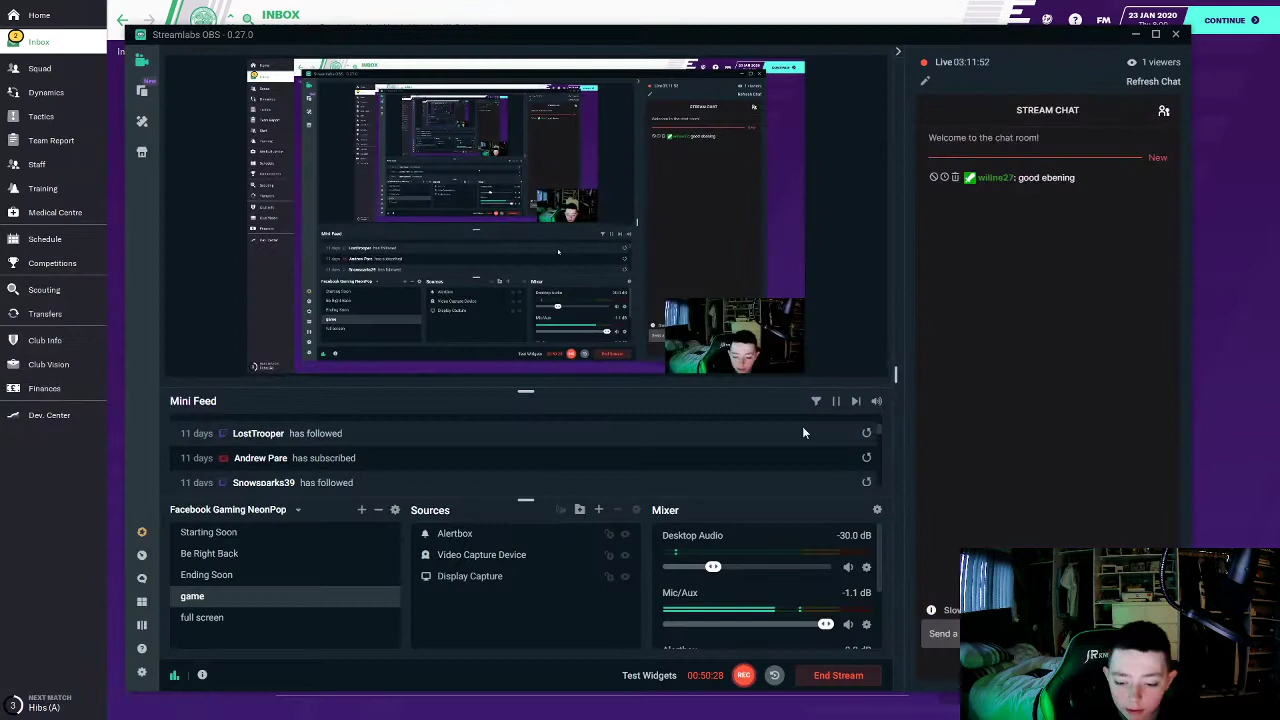 Home
2
Inbox
Squad
Dynamics
Tactics
Team Report
Staff
Training
Medical Centre
Schedule
Competitions
Scouting
Transfers
Club Info
Club Vision
Finances
Dev. Center
3 NEXT MATCH
Hibs (A)
INBOX
FM
23 JAN 2020
CONTINUE
Streamlabs OBS - 0.27.0
New
Live 03:11:52
1 viewers
Refresh Chat
STREAM CHAT
Welcome to the chat room!
New
willne27: good ebening
Send a
Mini Feed
11 days LostTrooper has followed
11 days Andrew Pare has subscribed
11 days Snowsparks39 has followed
Facebook Gaming NeonPop
Starting Soon
Be Right Back
Ending Soon
game
full screen
Sources
Alertbox
Video Capture Device
Display Capture
Mixer
Desktop Audio -30.0 dB
Mic/Aux -1.1 dB
Test Widgets 00:50:28 REC End Stream